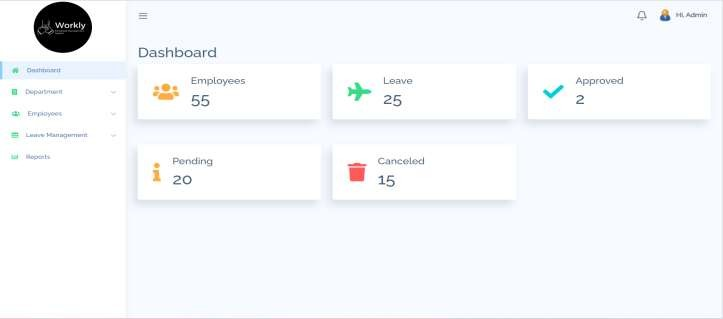 Workly
Hi, Admin
Dashboard
Department
Employees
Leave Management
Reports
Dashboard
Employees
55
Leave
25
Approved
2
Pending
20
Canceled
15